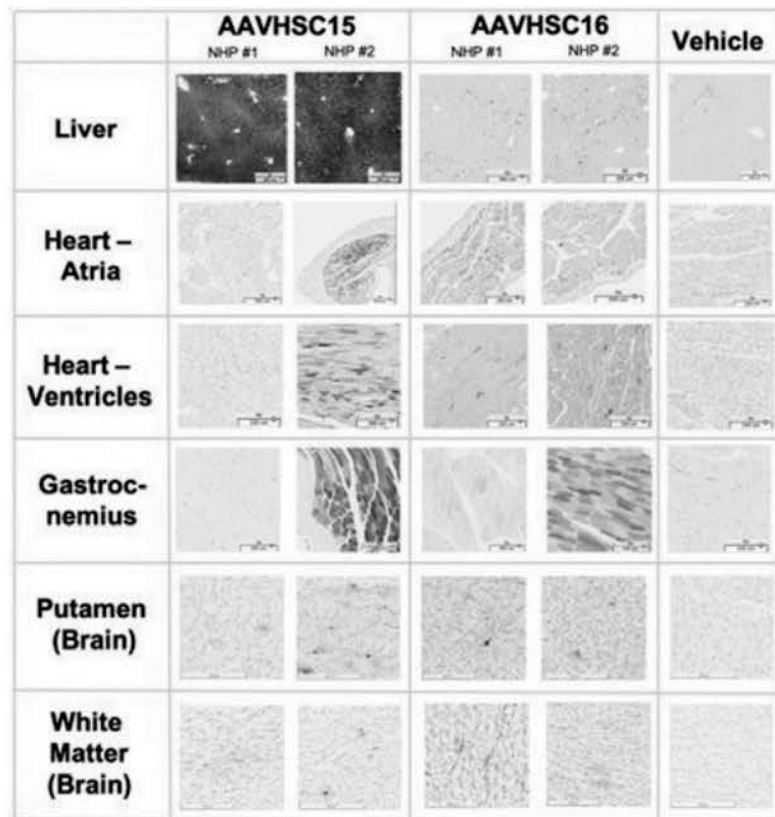 AAVHSC15
AAVHSC16
Vehicle
NHP #1
NHP #2
NHP #1
NHP #2
Liver
Heart –
Atria
Heart –
Ventricles
Gastroc-
nemius
Putamen
(Brain)
White
Matter
(Brain)